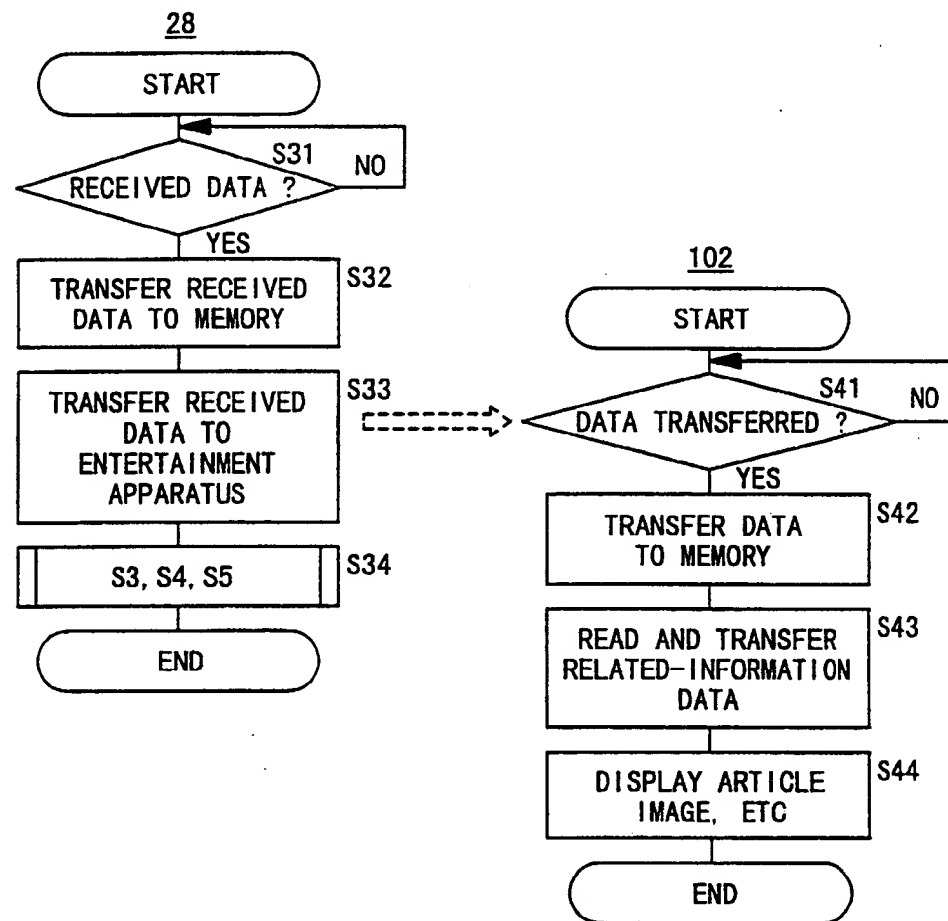 28
START
S31
NO
RECEIVED DATA ?
YES
S32
TRANSFER RECEIVED
DATA TO MEMORY
S33
TRANSFER RECEIVED
DATA TO
ENTERTAINMENT
APPARATUS
S34
S3, S4, S5
END
102
START
S41
NO
DATA TRANSFERRED ?
YES
S42
TRANSFER DATA
TO MEMORY
S43
READ AND TRANSFER
RELATED-INFORMATION
DATA
S44
DISPLAY ARTICLE
IMAGE, ETC
END